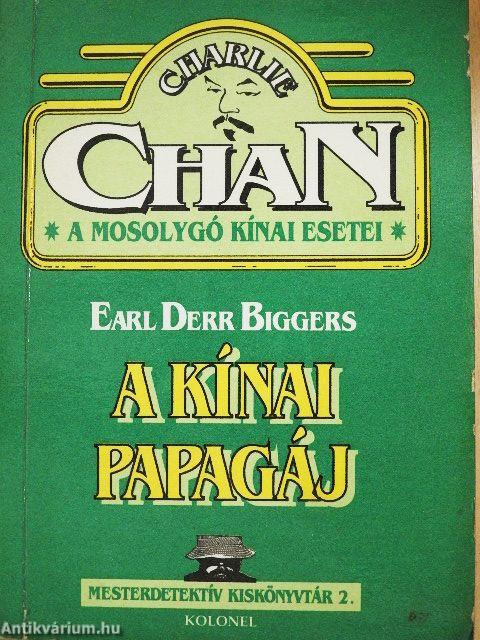 CHARLIE
CHAN
* A MOSOLYGÓ KÍNAI ESETEI *
EARL DERR BIGGERS
A KÍNAI
PAPAGÁJ
MESTERDETEKTÍV KISKÖNYVTÁR 2.
KOLONEL
Antikvárium.hu